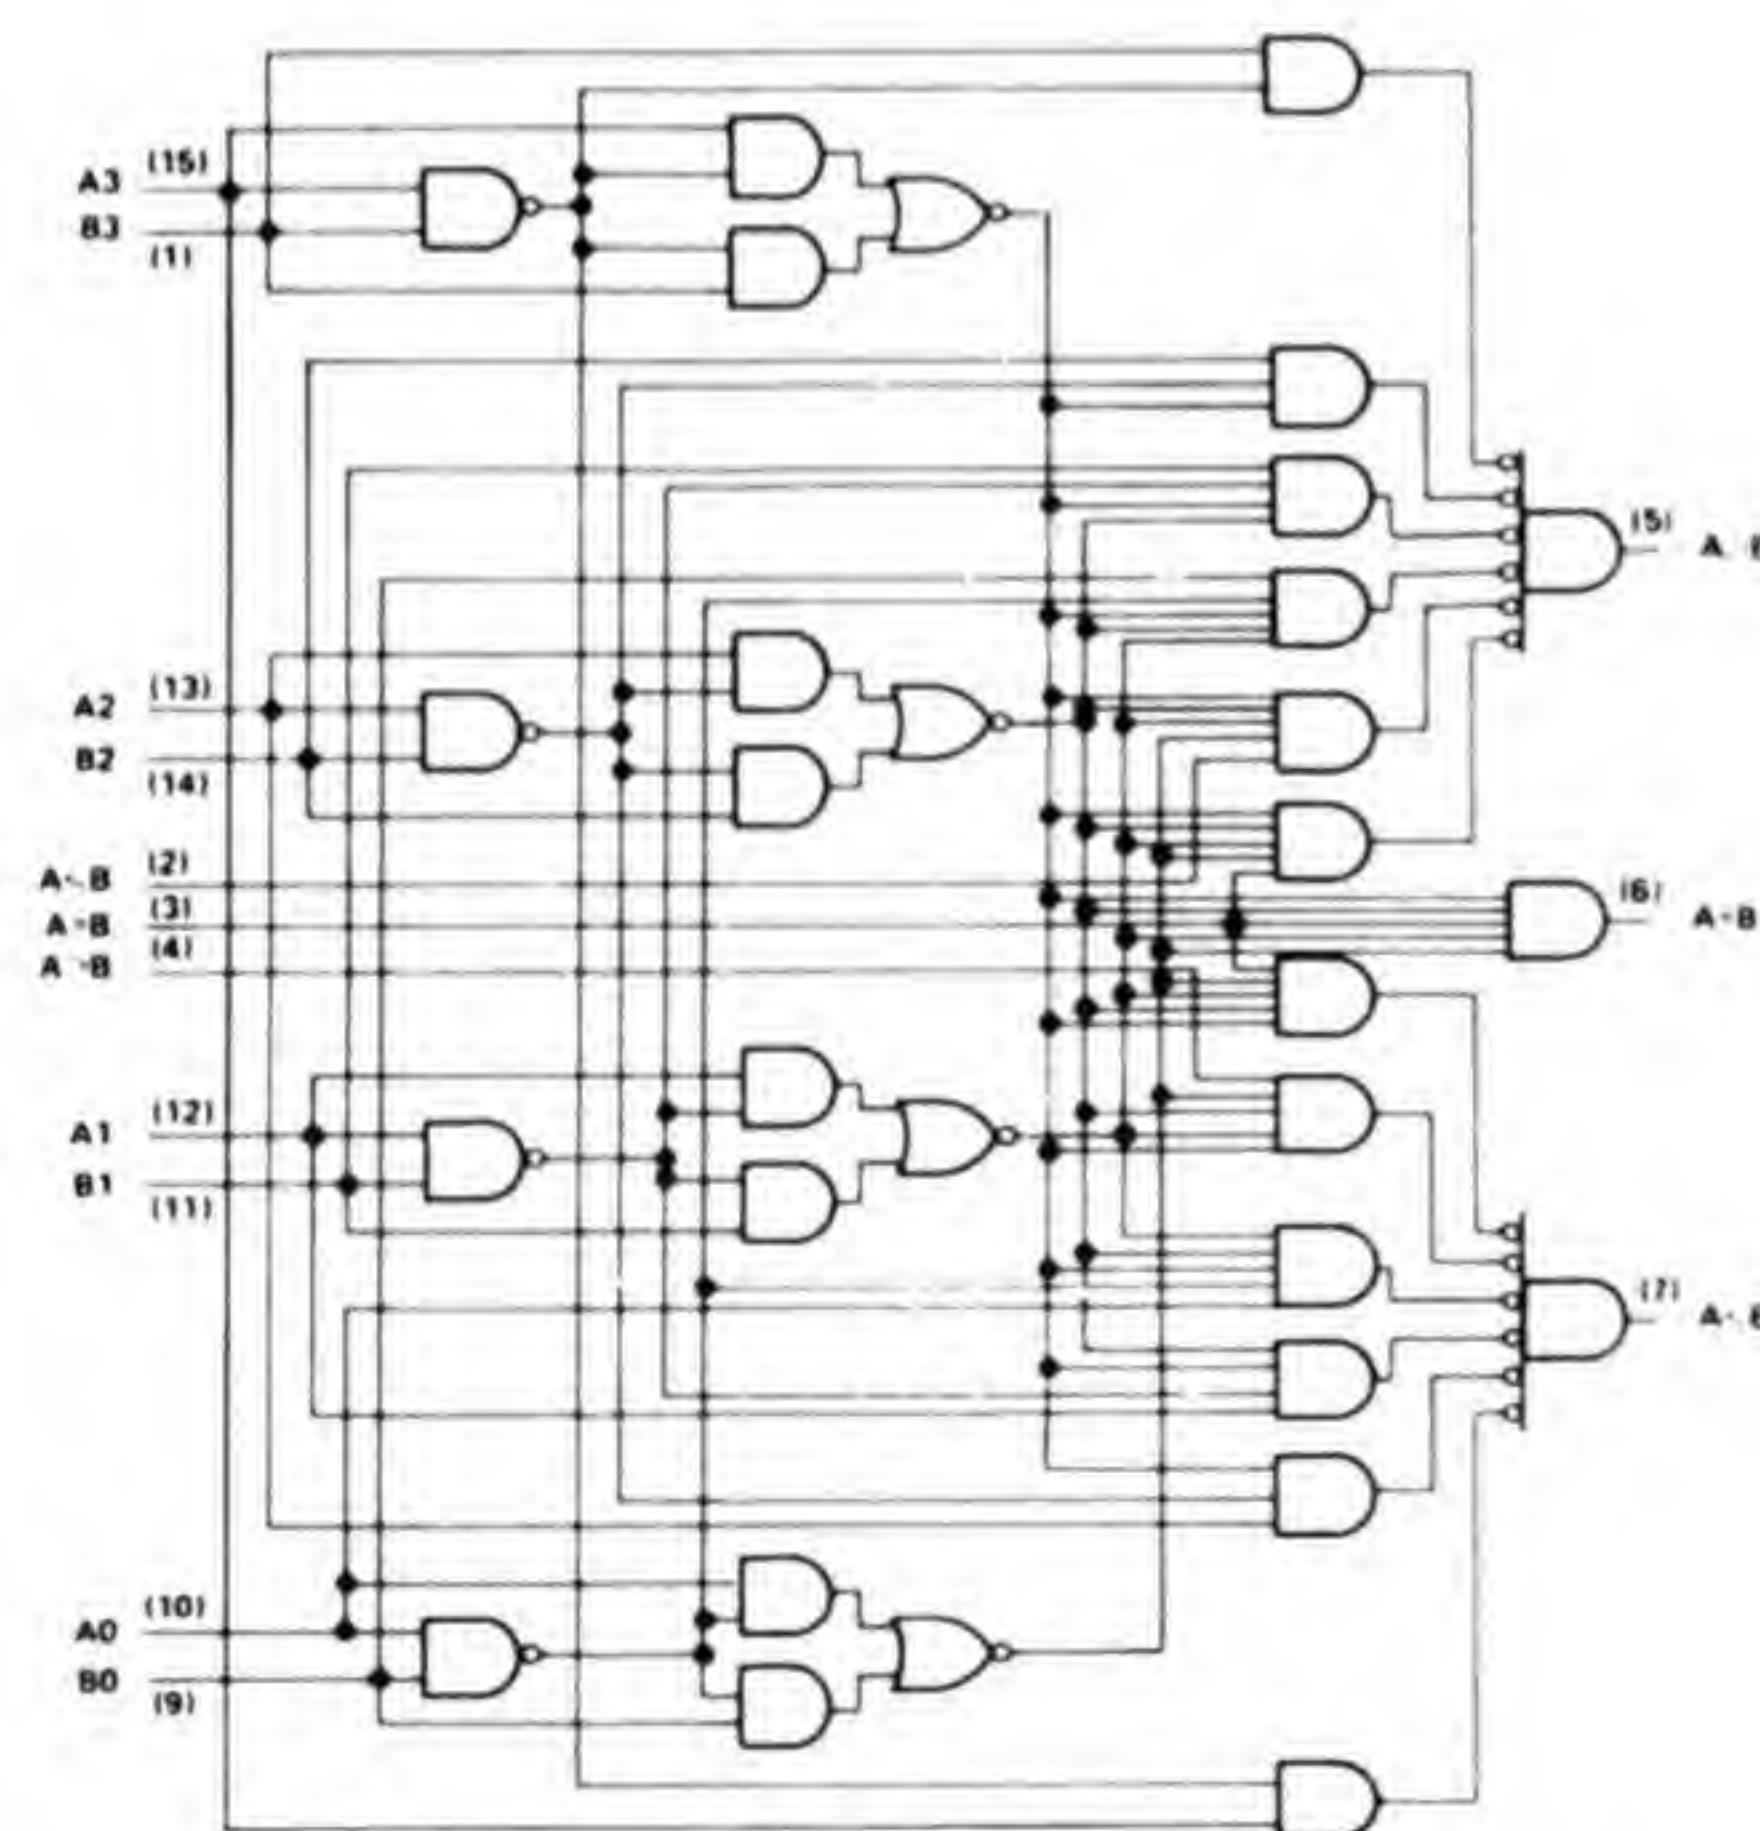 (15)
A3
B3
(1)
(5)
(13)
A2
B2
(14)
(2)
A<B
(3)
A=B
(4)
(6)
A=B
(12)
A1
B1
(11)
(7)
(10)
A0
B0
(9)